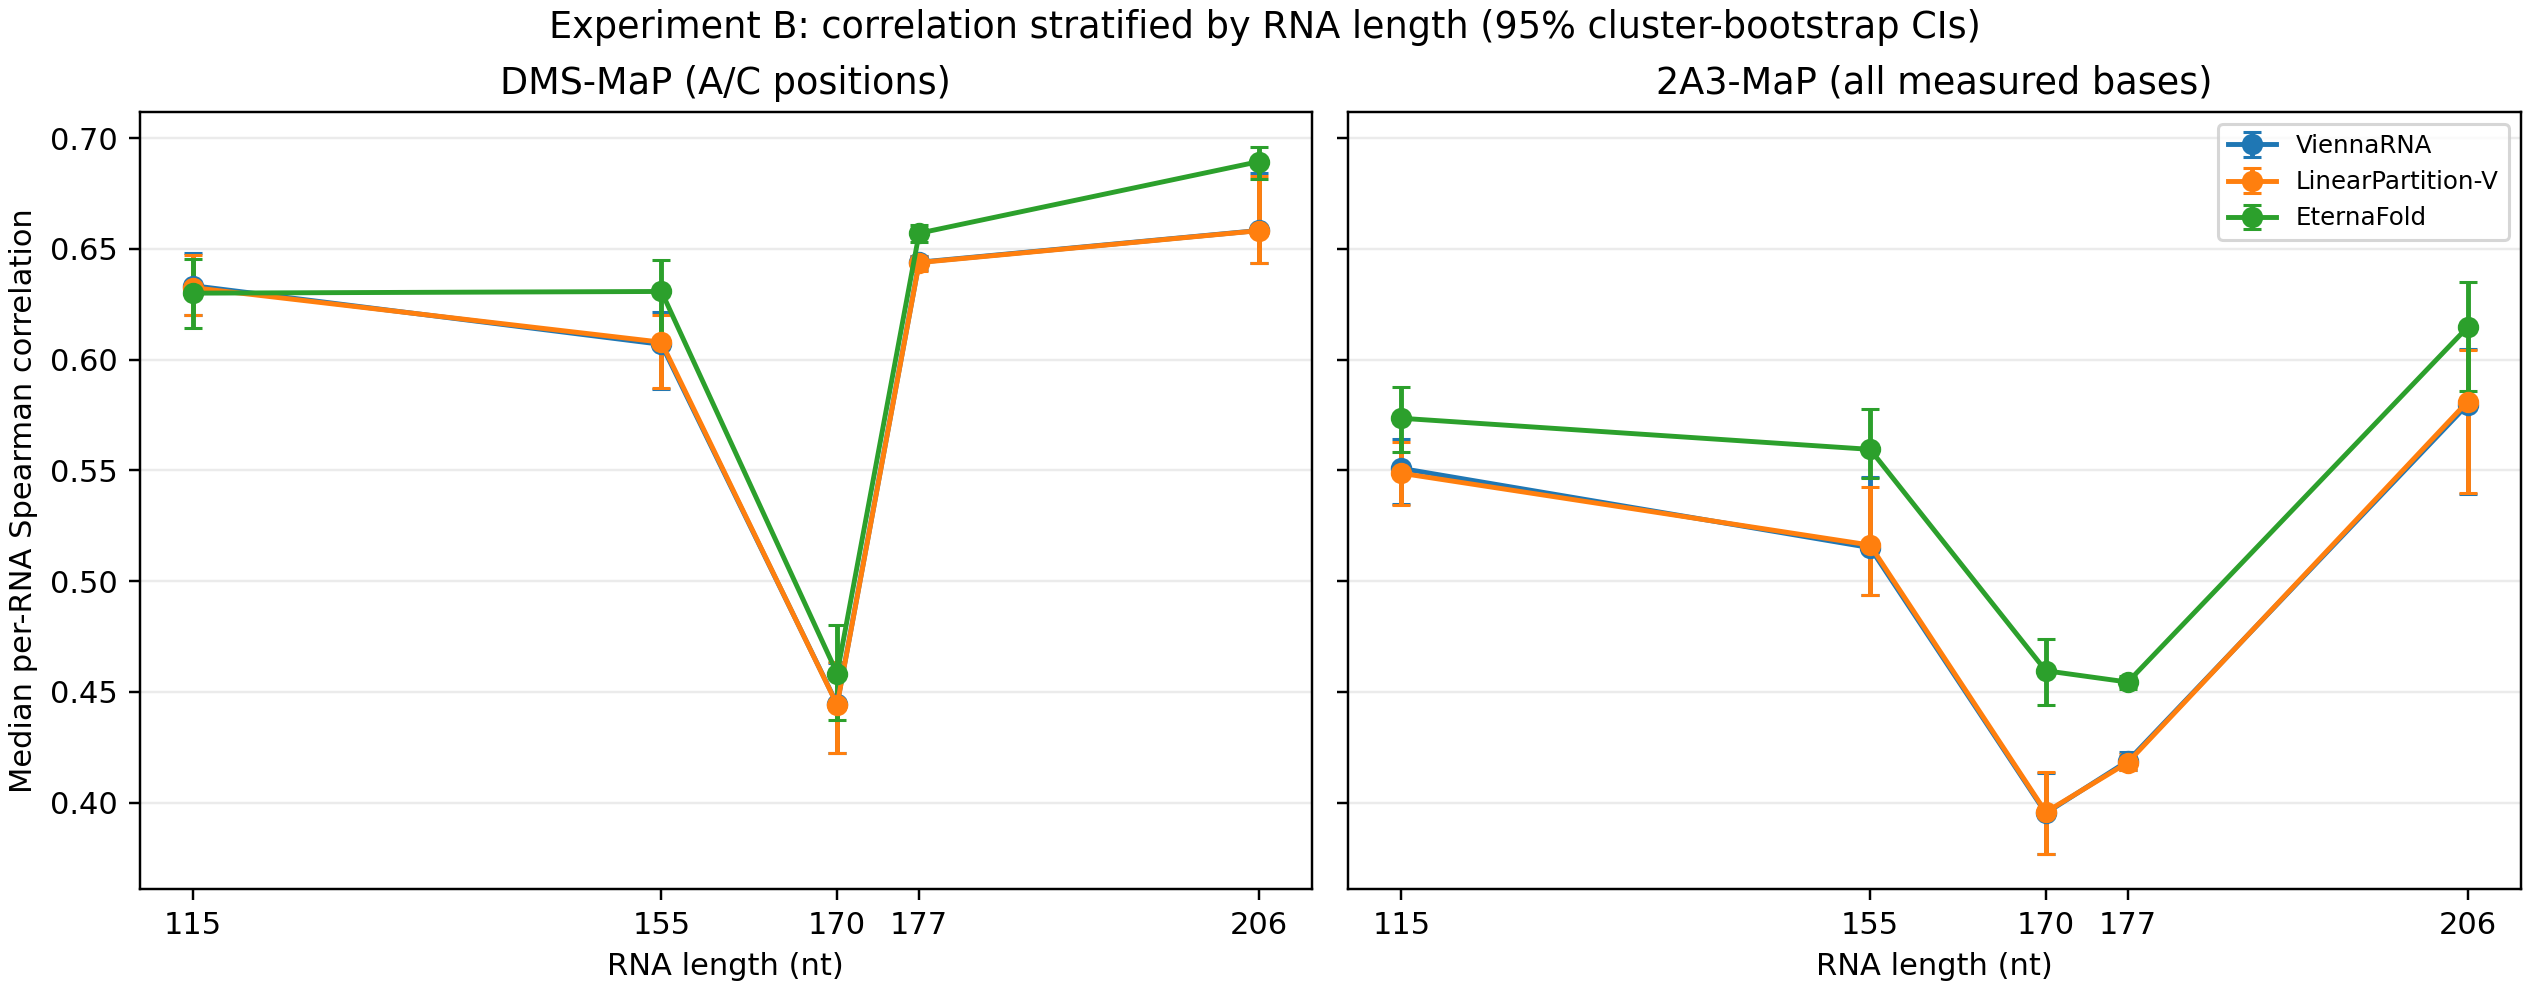 Experiment B: correlation stratified by RNA length (95% cluster-bootstrap CIs)
DMS-MaP (A/C positions)
Median per-RNA Spearman correlation
0.70
0.65
0.60
0.55
0.50
0.45
0.40
115 155 170 177 206
RNA length (nt)
2A3-MaP (all measured bases)
ViennaRNA
LinearPartition-V
EternaFold
115 155 170 177 206
RNA length (nt)